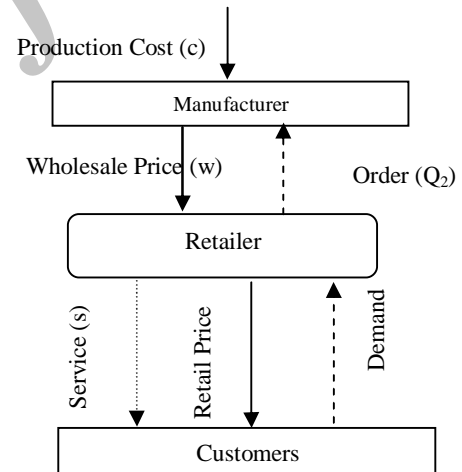 Production Cost (c)
Manufacturer
Wholesale Price (w)
Order (Q₂)
Retailer
Service (s)
Retail Price
Demand
Customers